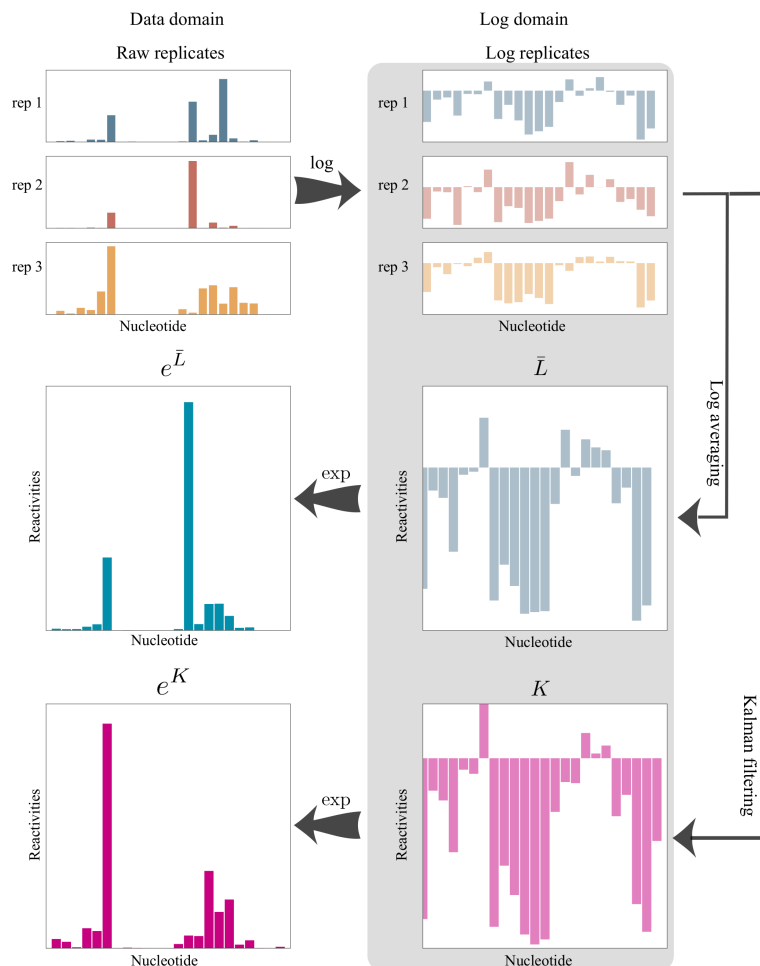 Data domain
Log domain
Raw replicates
Log replicates
rep 1
rep 1
log
rep 2
rep 2
rep 3
rep 3
Nucleotide
Nucleotide
e^L̄
L̄
Reactivities
exp
Reactivities
Log averaging
Nucleotide
Nucleotide
e^K
K
Reactivities
exp
Reactivities
Kalman filtering
Nucleotide
Nucleotide